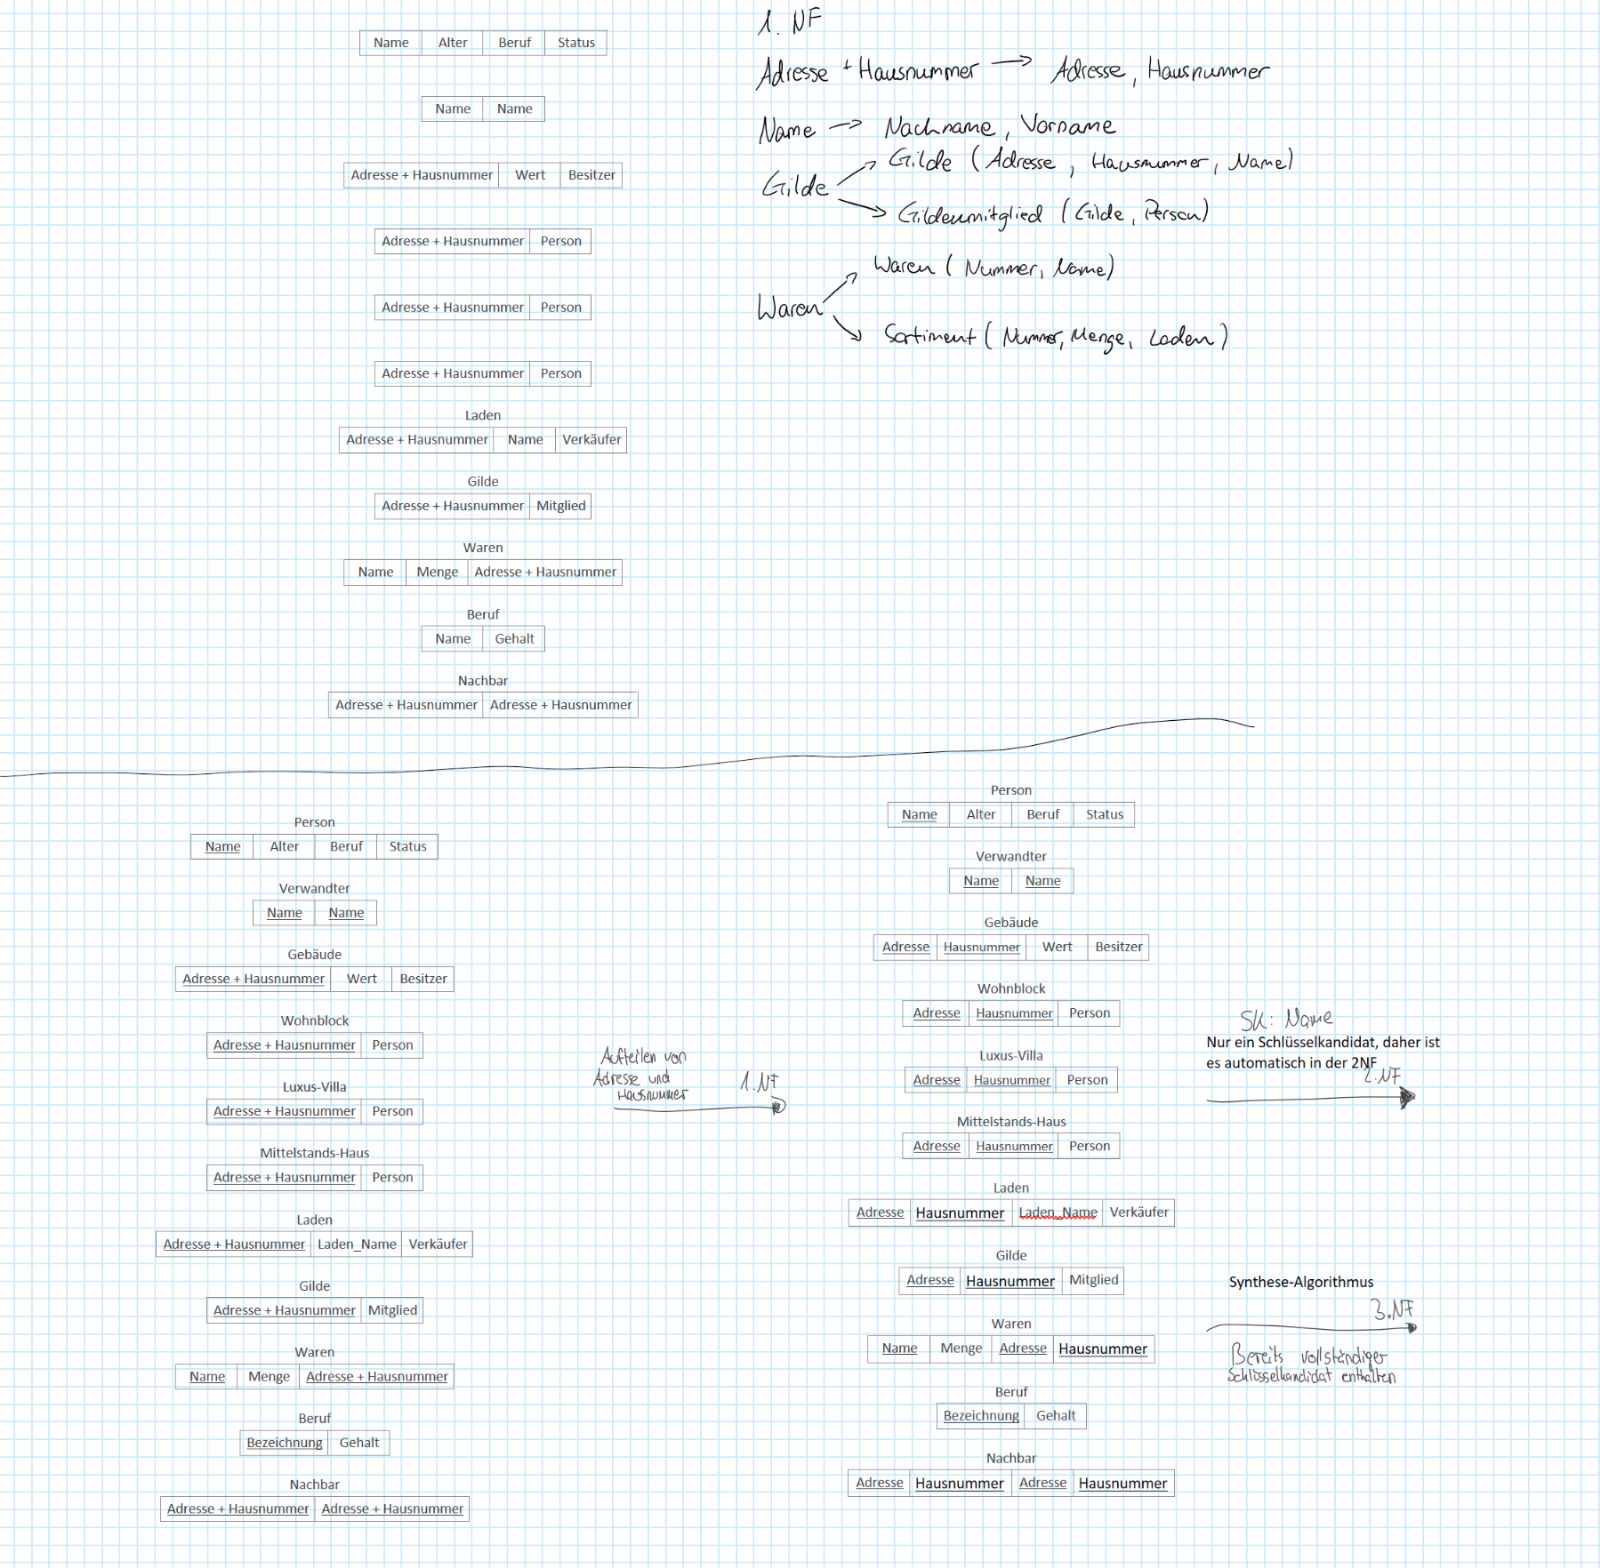 Name Alter Beruf Status
Name Name
Adresse + Hausnummer Wert Besitzer
Adresse + Hausnummer Person
Adresse + Hausnummer Person
Adresse + Hausnummer Person
Laden
Adresse + Hausnummer Name Verkäufer
Gilde
Adresse + Hausnummer Mitglied
Waren
Name Menge Adresse + Hausnummer
Beruf
Name Gehalt
Nachbar
Adresse + Hausnummer Adresse + Hausnummer
1. NF
Adresse + Hausnummer → Adresse, Hausnummer
Name → Nachname, Vorname
Gilde (Adresse, Hausnummer, Name)
Gilde
Gildenmitglied (Gilde, Person)
Waren (Nummer, Name)
Waren
Sortiment (Nummer, Menge, Laden)
Person
Name Alter Beruf Status
Verwandter
Name Name
Gebäude
Adresse + Hausnummer Wert Besitzer
Wohnblock
Adresse + Hausnummer Person
Luxus-Villa
Adresse + Hausnummer Person
Mittelstands-Haus
Adresse + Hausnummer Person
Laden
Adresse + Hausnummer Laden_Name Verkäufer
Gilde
Adresse + Hausnummer Mitglied
Waren
Name Menge Adresse + Hausnummer
Beruf
Bezeichnung Gehalt
Nachbar
Adresse + Hausnummer Adresse + Hausnummer
Aufteilen von
Adresse und
Hausnummer
1.NF
Person
Name Alter Beruf Status
Verwandter
Name Name
Gebäude
Adresse Hausnummer Wert Besitzer
Wohnblock
Adresse Hausnummer Person
Luxus-Villa
Adresse Hausnummer Person
Mittelstands-Haus
Adresse Hausnummer Person
Laden
Adresse Hausnummer Laden_Name Verkäufer
Gilde
Adresse Hausnummer Mitglied
Waren
Name Menge Adresse Hausnummer
Beruf
Bezeichnung Gehalt
Nachbar
Adresse Hausnummer Adresse Hausnummer
SK: Name
Nur ein Schlüsselkandidat, daher ist
es automatisch in der 2NF
2.NF
Synthese-Algorithmus
3.NF
Bereits vollständiger
Schlüsselkandidat enthalten